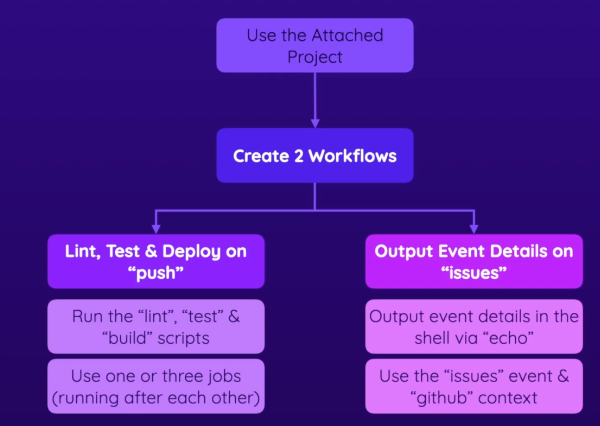 Use the Attached
Project
Create 2 Workflows
Lint, Test & Deploy on
“push”
Run the “lint”, “test” &
“build” scripts
Use one or three jobs
(running after each other)
Output Event Details on
“issues”
Output event details in the
shell via “echo”
Use the “issues” event &
“github” context